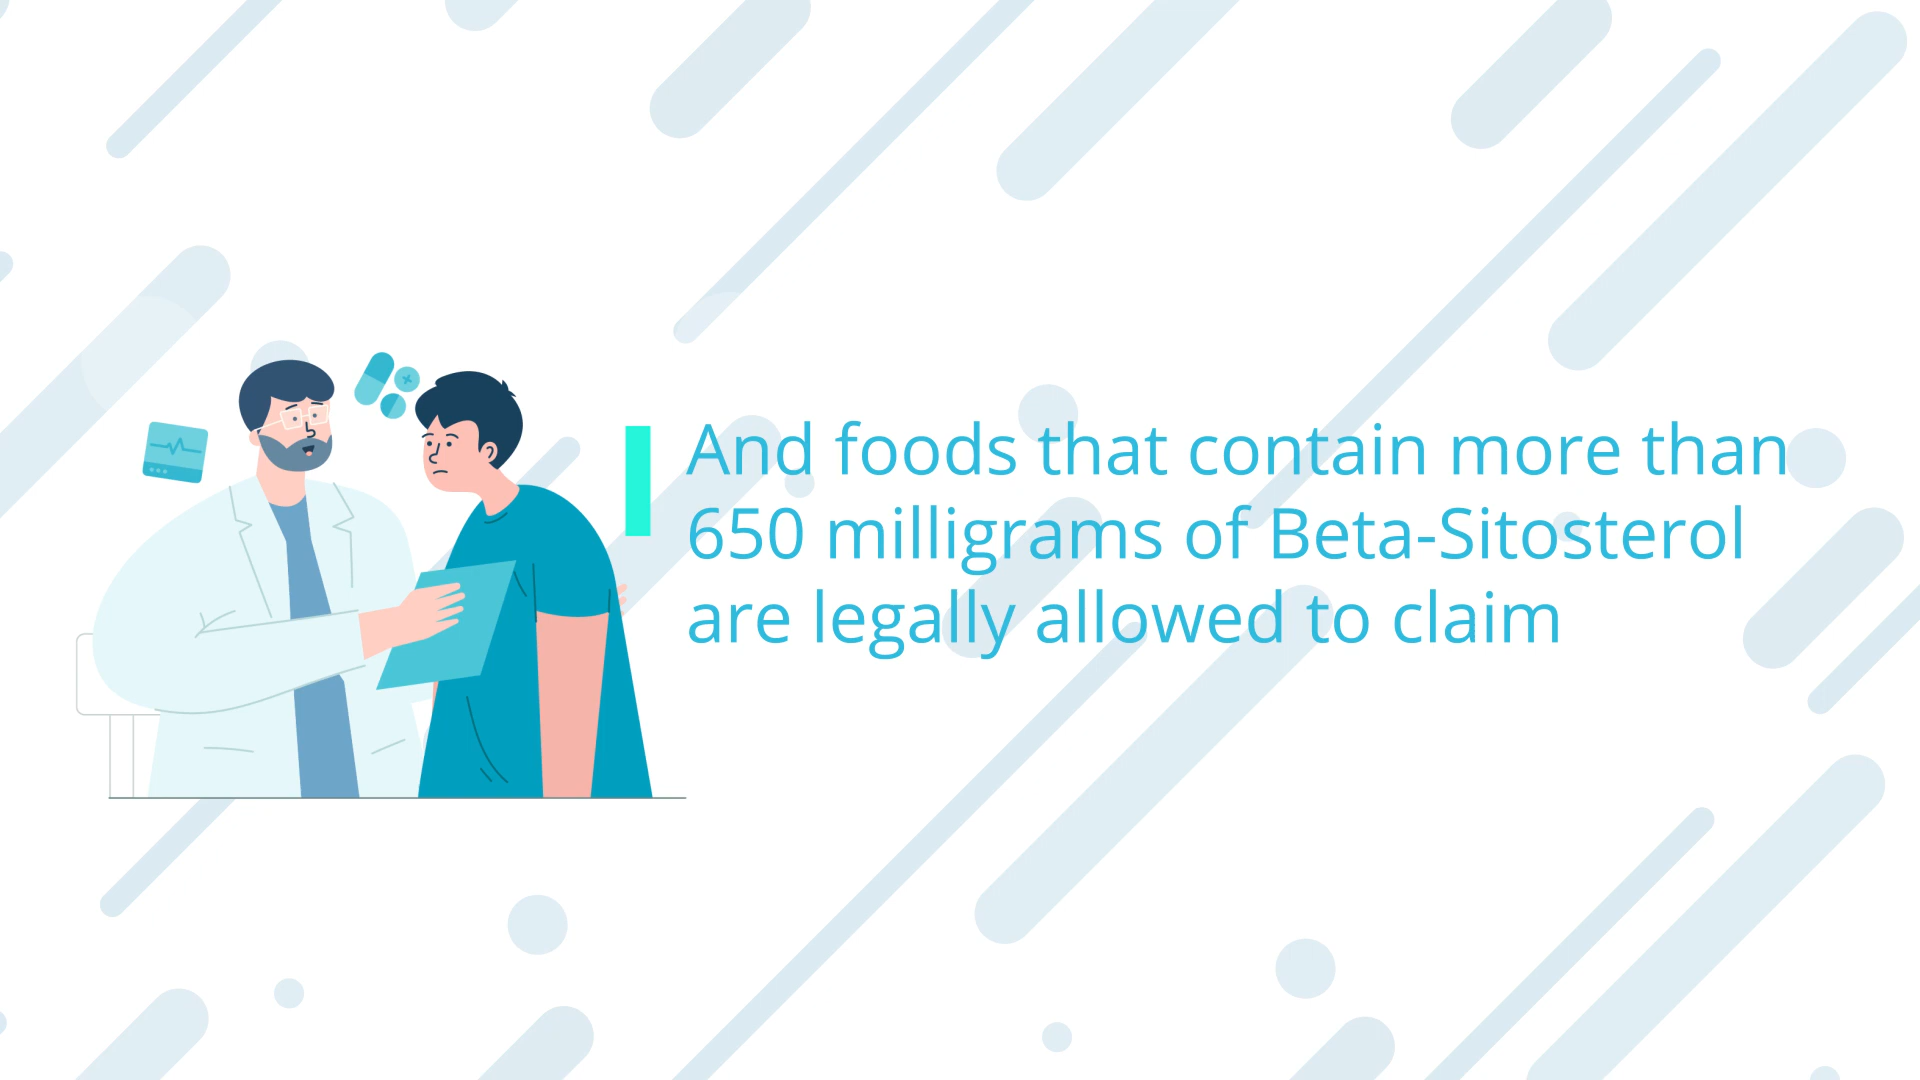 And foods that contain more than
650 milligrams of Beta-Sitosterol
are legally allowed to claim